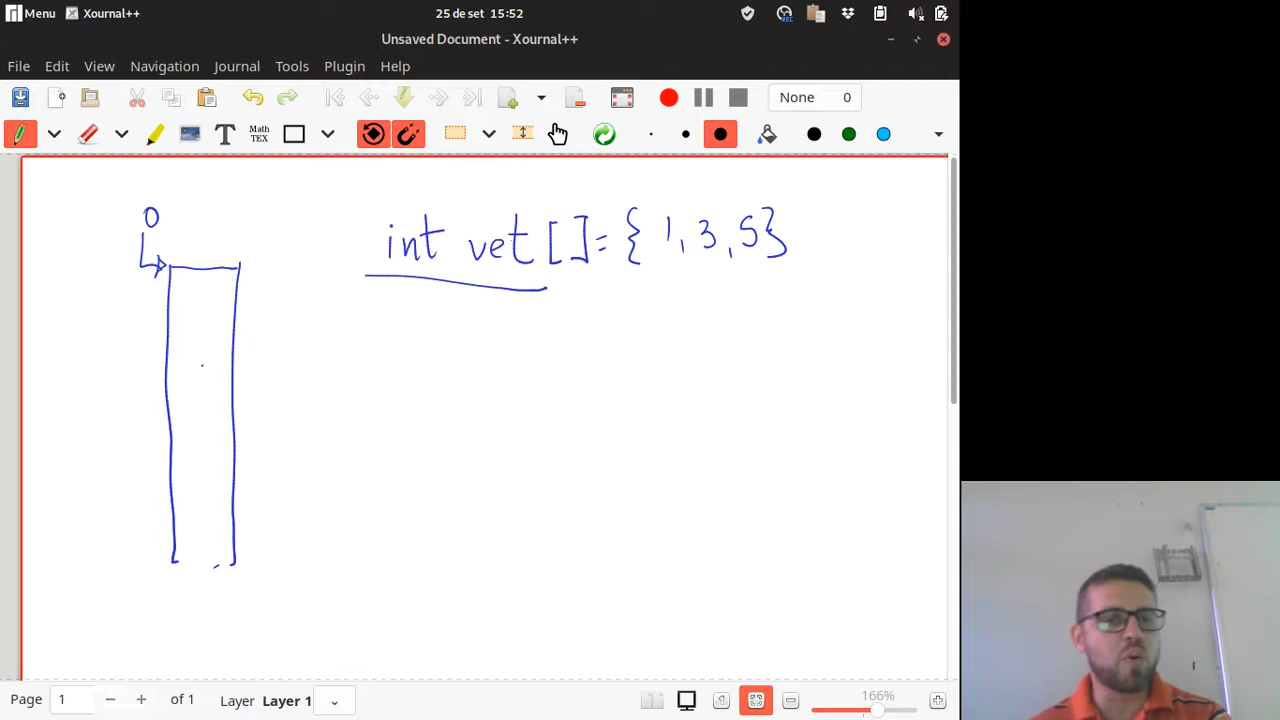 Menu Xournal++ 25 de set 15:52
Unsaved Document - Xournal++
File Edit View Navigation Journal Tools Plugin Help
None 0
T Math TEX
REC
0
int vet [] = { 1, 3, 5}
Page 1 of 1 Layer Layer 1 166%